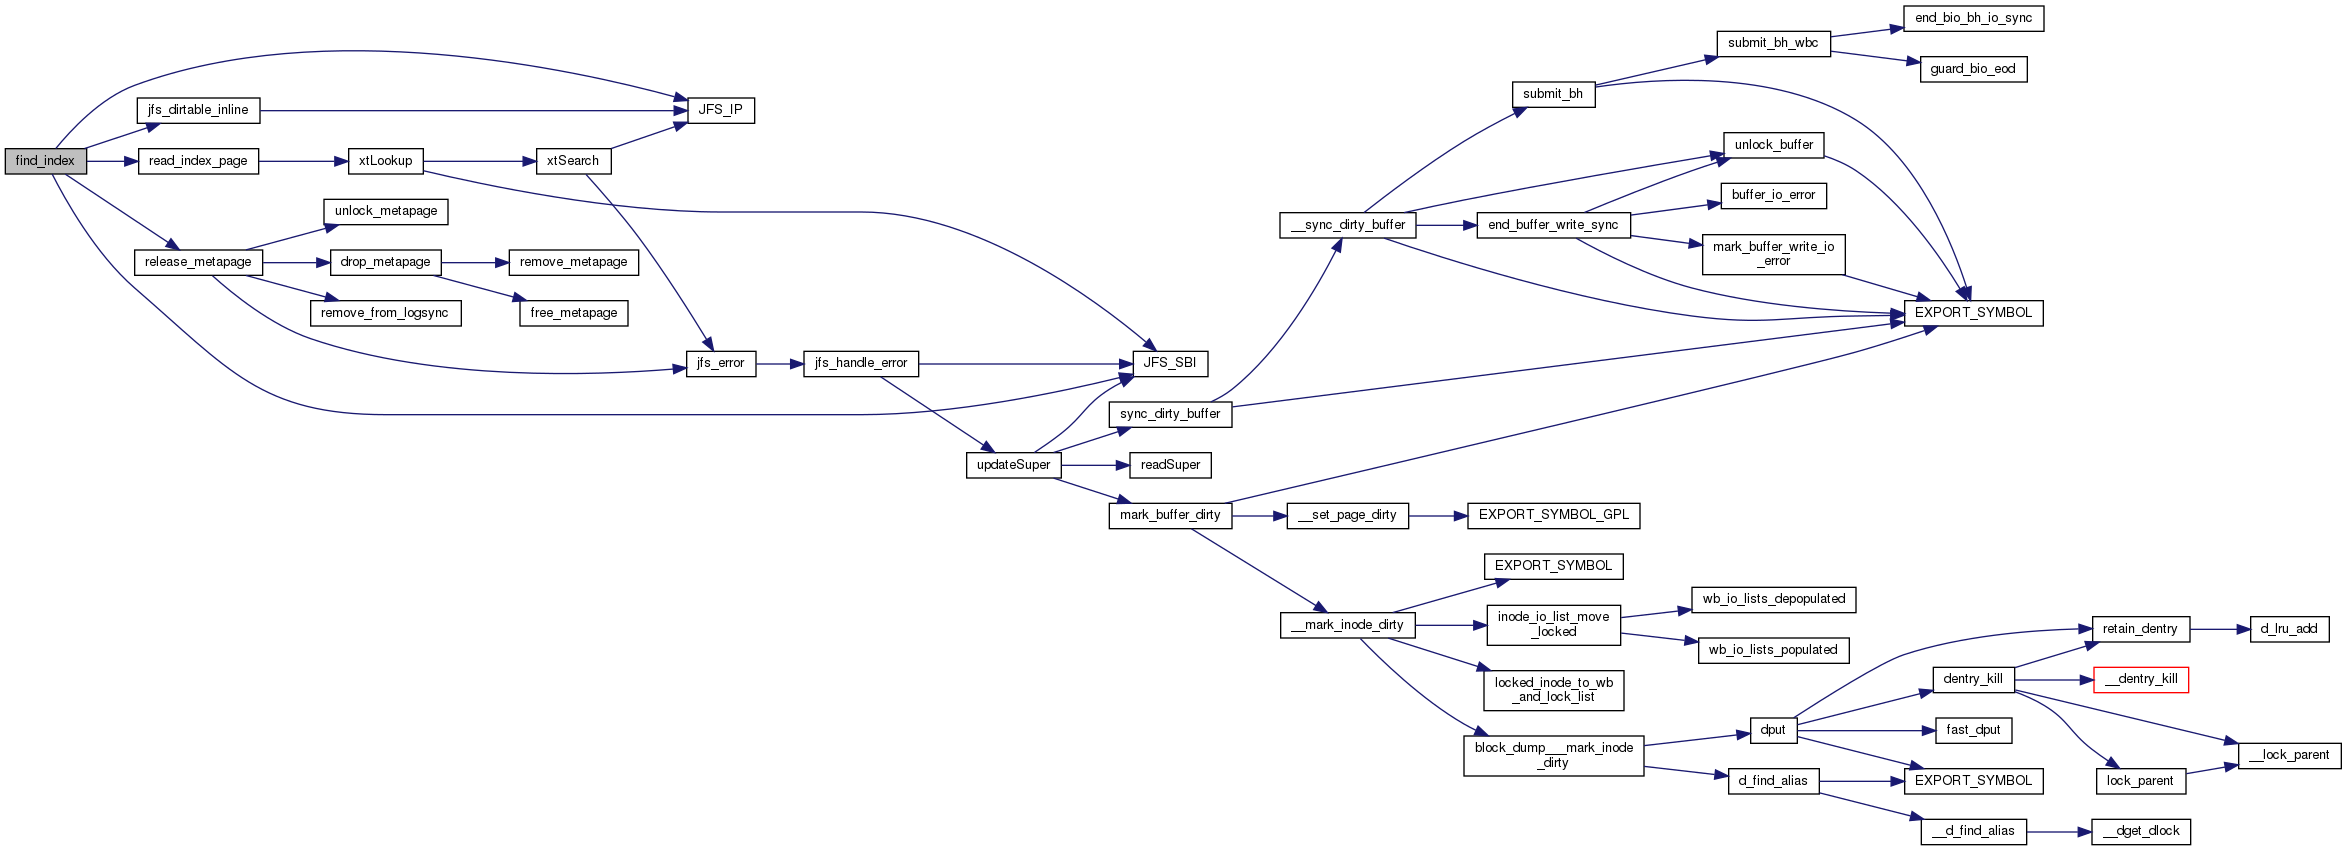 find_index
jfs_dirtable_inline
read_index_page
release_metapage
unlock_metapage
drop_metapage
remove_from_logsync
xtLookup
xtSearch
remove_metapage
free_metapage
JFS_IP
jfs_error
jfs_handle_error
JFS_SBI
updateSuper
sync_dirty_buffer
readSuper
mark_buffer_dirty
__sync_dirty_buffer
submit_bh
submit_bh_wbc
end_bio_bh_io_sync
guard_bio_eod
unlock_buffer
end_buffer_write_sync
buffer_io_error
mark_buffer_write_io
_error
EXPORT_SYMBOL
__set_page_dirty
EXPORT_SYMBOL_GPL
__mark_inode_dirty
EXPORT_SYMBOL
inode_io_list_move
_locked
wb_io_lists_depopulated
wb_io_lists_populated
locked_inode_to_wb
_and_lock_list
block_dump___mark_inode
_dirty
dput
d_find_alias
retain_dentry
d_lru_add
dentry_kill
__dentry_kill
fast_dput
EXPORT_SYMBOL
lock_parent
__lock_parent
__d_find_alias
__dget_dlock